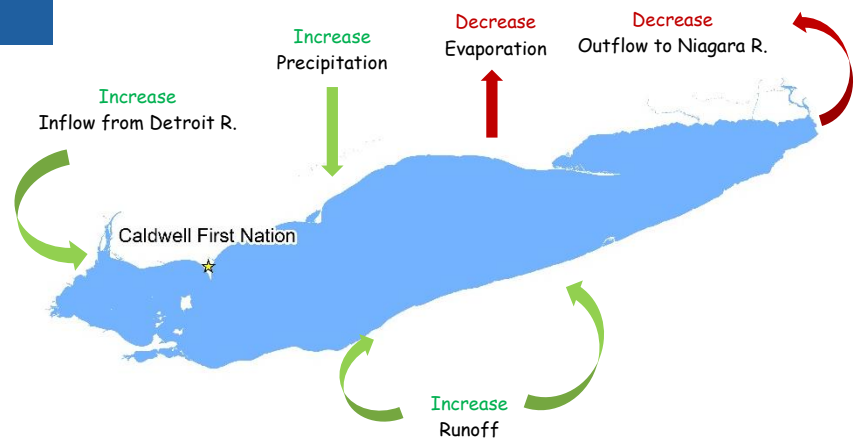 Decrease
Evaporation
Decrease
Outflow to Niagara R.
Increase
Precipitation
Increase
Inflow from Detroit R.
Caldwell First Nation
Increase
Runoff